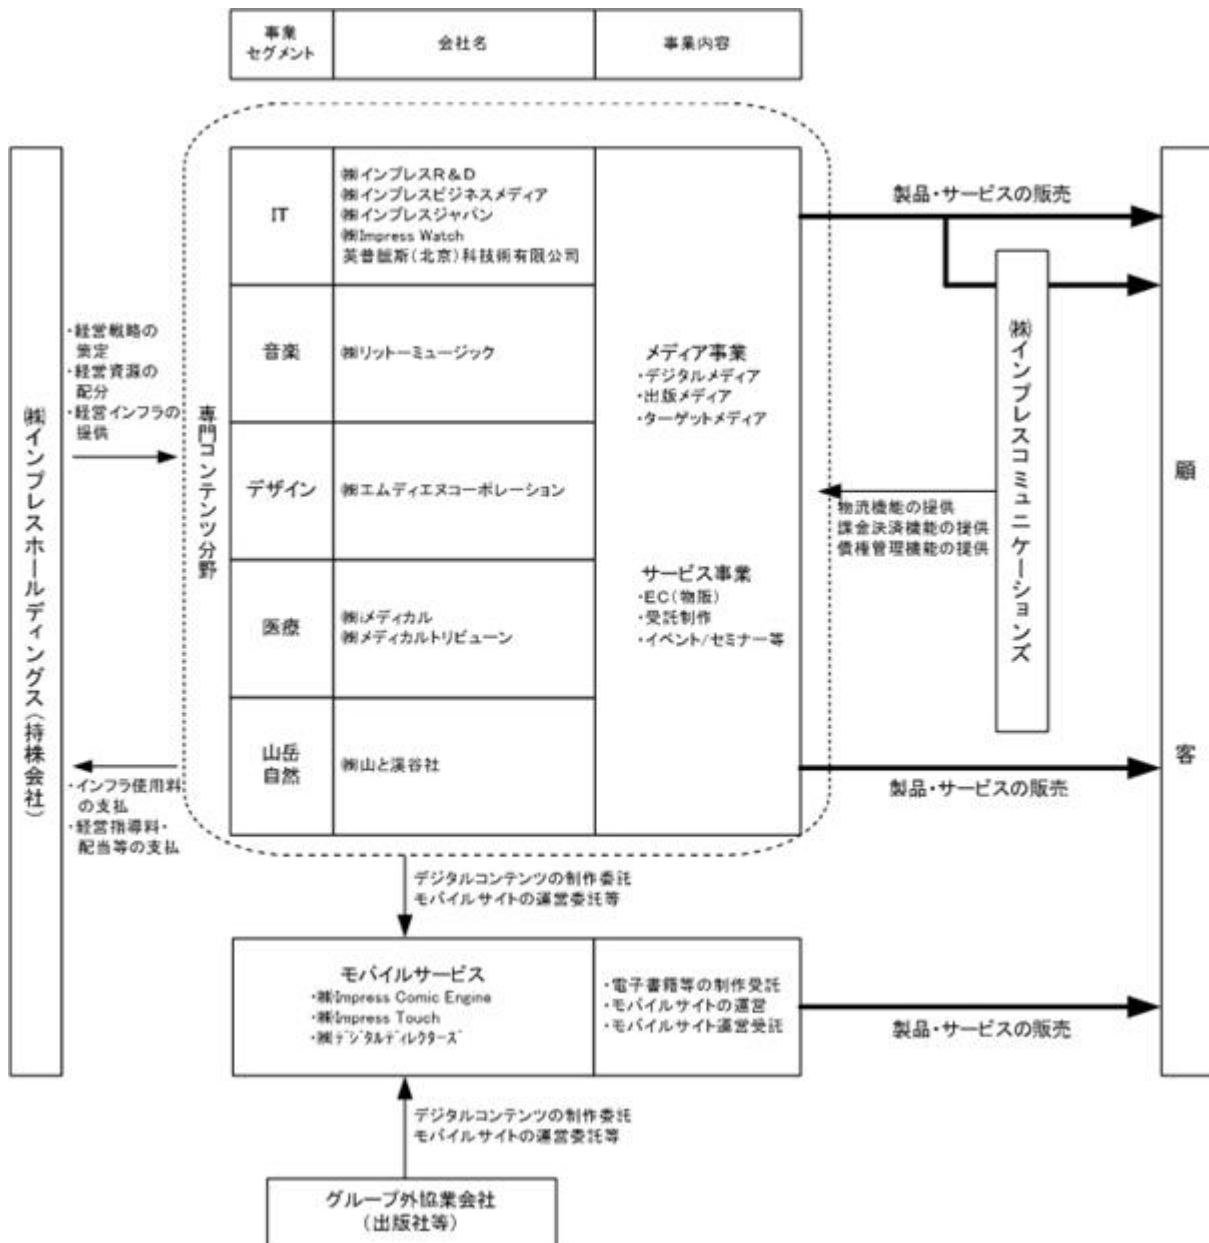 事業
セグメント
会社名
事業内容
㈱インプレスホールディングス(持株会社)
・経営戦略の
策定
・経営資源の
配分
・経営インフラの
提供
・インフラ使用料
の支払
・経営指導料・
配当等の支払
専門コンテンツ分野
IT
㈱インプレスR&D
㈱インプレスビジネスメディア
㈱インプレスジャパン
㈱Impress Watch
英普麗斯(北京)科技術有限公司
音楽
㈱リットーミュージック
デザイン
㈱エムディエヌコーポレーション
医療
㈱iメディカル
㈱メディカルトリビューン
山岳
自然
㈱山と溪谷社
メディア事業
・デジタルメディア
・出版メディア
・ターゲットメディア
サービス事業
・EC(物販)
・受託制作
・イベント/セミナー等
製品・サービスの販売
㈱インプレスコミュニケーションズ
物流機能の提供
課金決済機能の提供
債権管理機能の提供
製品・サービスの販売
顧客
デジタルコンテンツの制作委託
モバイルサイトの運営委託等
モバイルサービス
・㈱Impress Comic Engine
・㈱Impress Touch
・㈱ﾃﾞｼﾞﾀﾙﾃﾞｨﾚｸﾀｰｽﾞ
・電子書籍等の制作受託
・モバイルサイトの運営
・モバイルサイト運営受託
製品・サービスの販売
デジタルコンテンツの制作委託
モバイルサイトの運営委託等
グループ外協業会社
(出版社等)